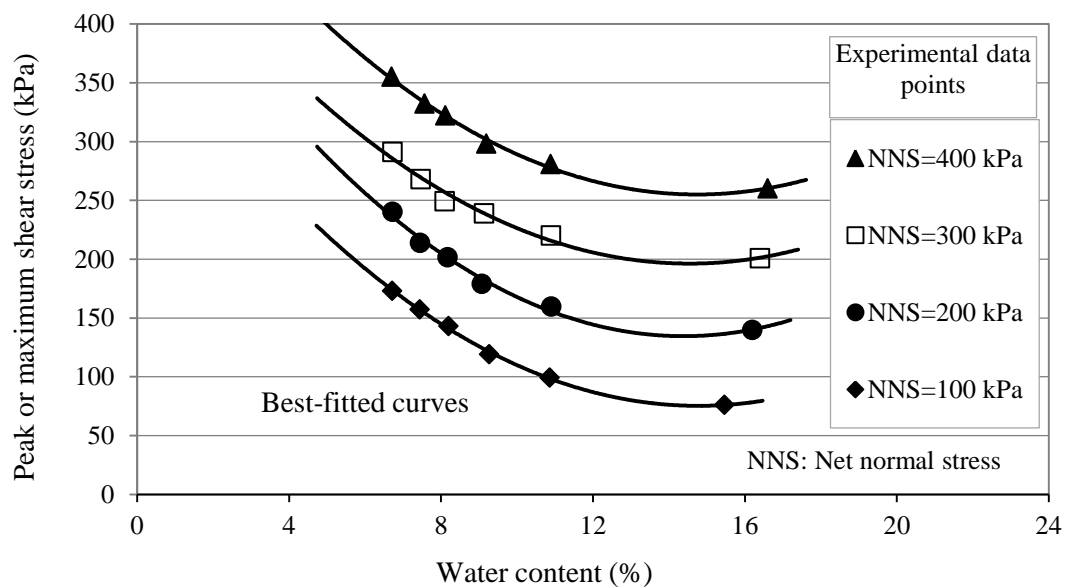 Peak or maximum shear stress (kPa)
400
350
300
250
200
150
100
50
0
Experimental data
points
NNS=400 kPa
NNS=300 kPa
NNS=200 kPa
NNS=100 kPa
Best-fitted curves
NNS: Net normal stress
0 4 8 12 16 20 24
Water content (%)